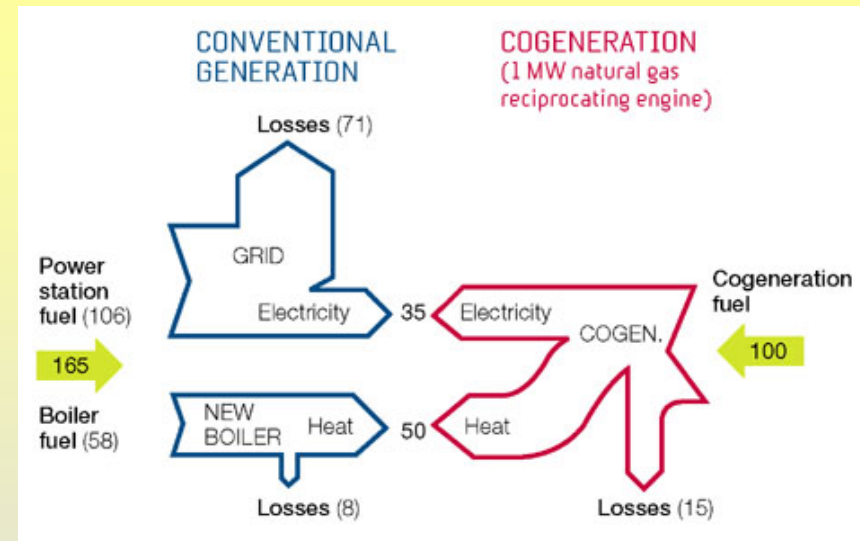 CONVENTIONAL
GENERATION
COGENERATION
(1 MW natural gas
reciprocating engine)
Losses (71)
GRID
Power
station
fuel (106)
Electricity
35
Electricity
COGEN.
Cogeneration
fuel
165
100
Boiler
fuel (58)
NEW
BOILER
Heat
50
Heat
Losses (8)
Losses (15)